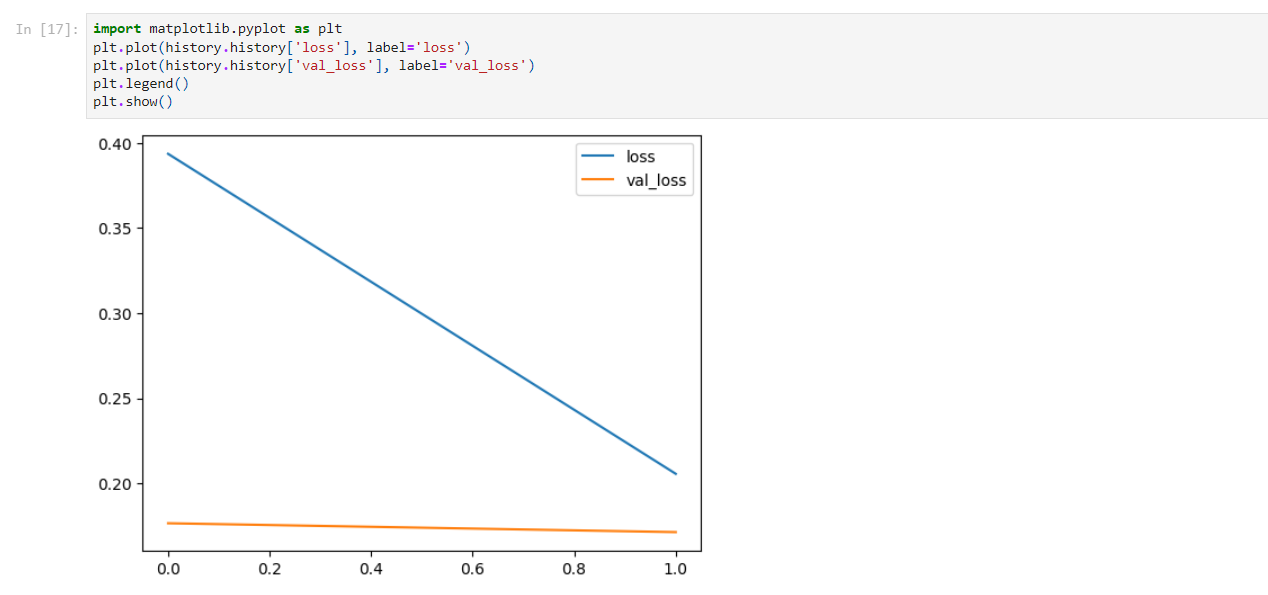 In [17]: import matplotlib.pyplot as plt
plt.plot(history.history['loss'], label='loss')
plt.plot(history.history['val_loss'], label='val_loss')
plt.legend()
plt.show()
0.40
loss
val_loss
0.35
0.30
0.25
0.20
0.0 0.2 0.4 0.6 0.8 1.0